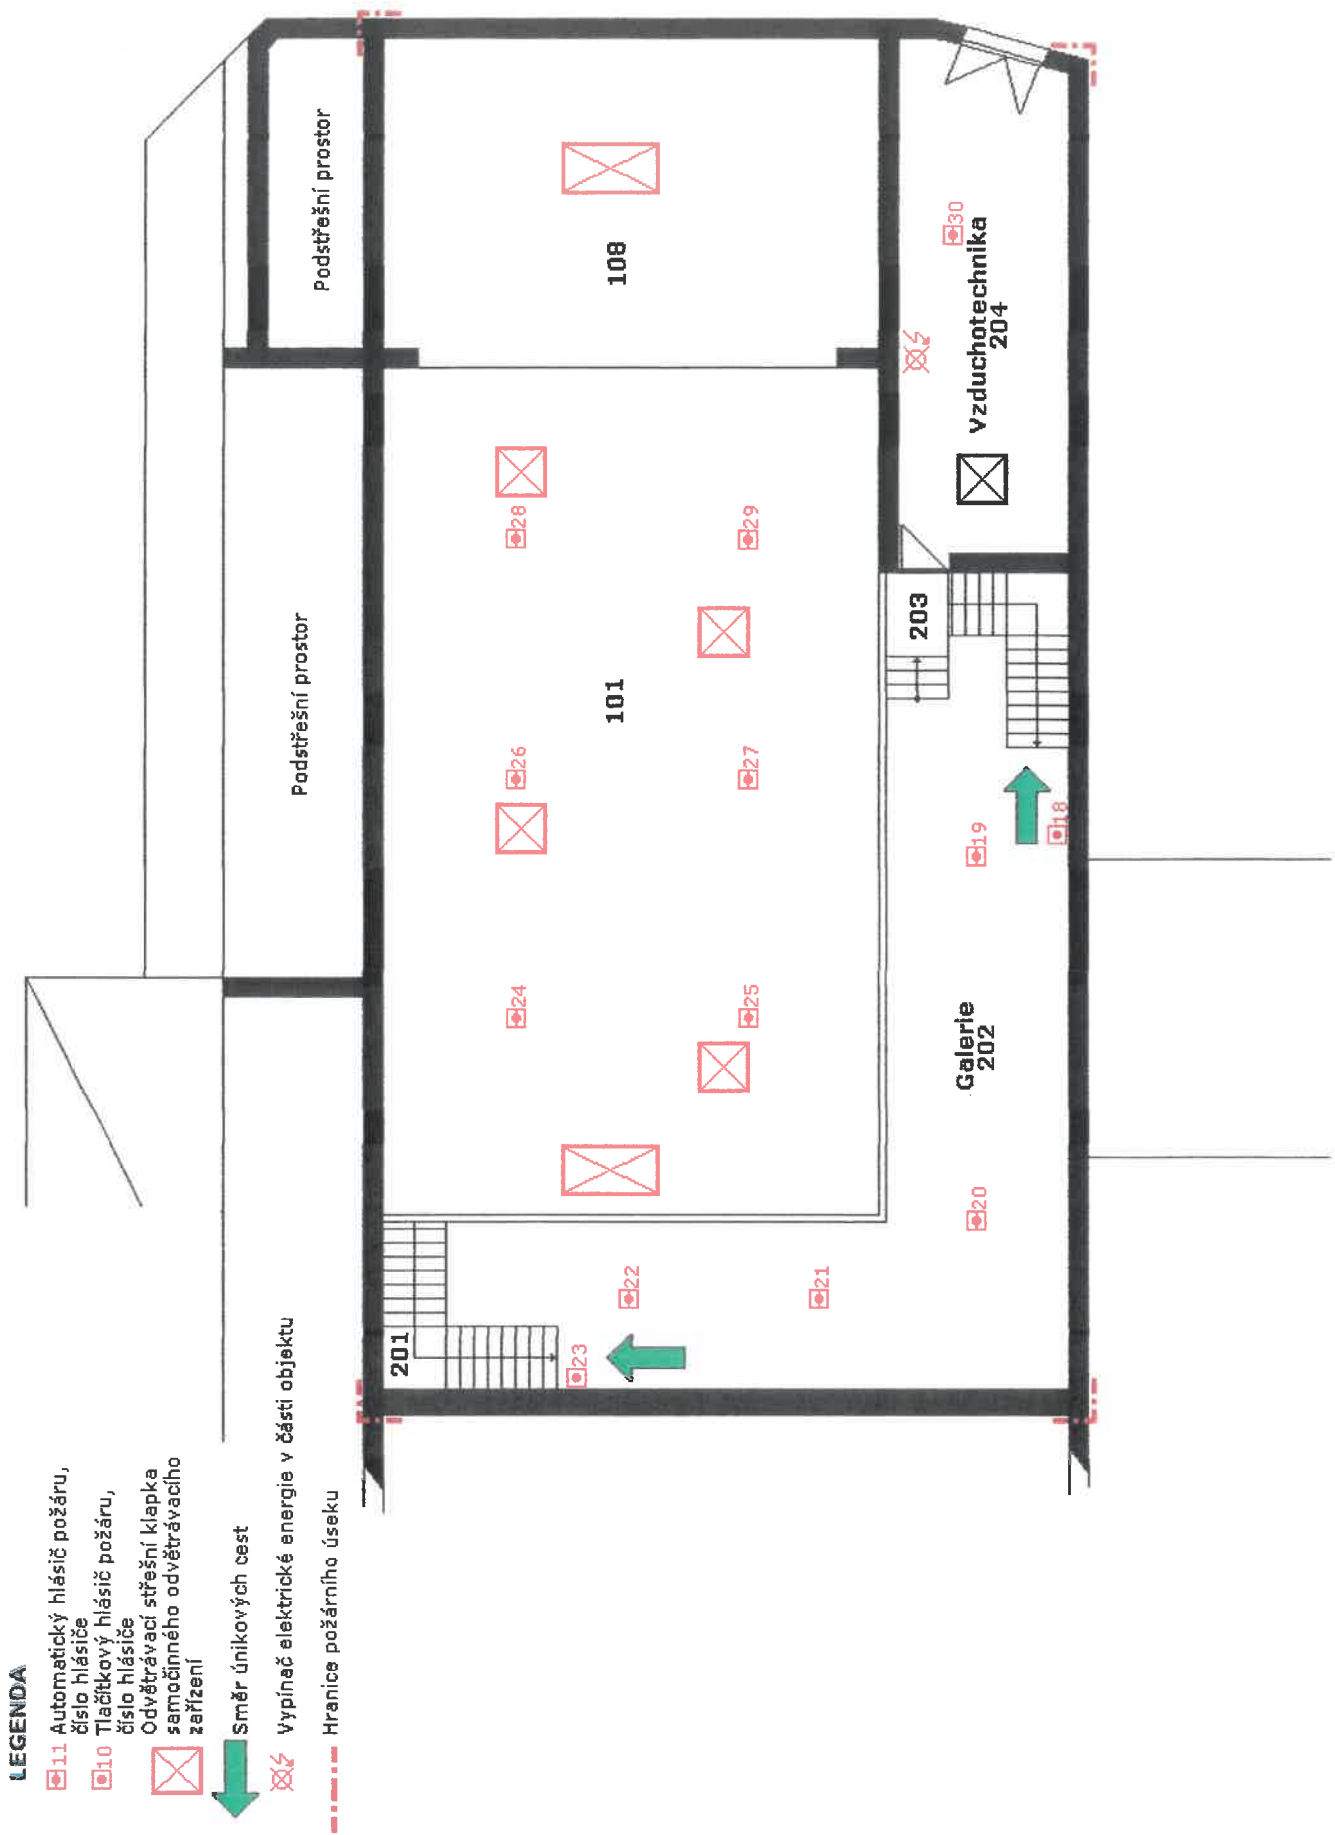 LEGENDA
11 Automatický hlásič požáru,
číslo hlásiče
10 Tlačítkový hlásič požáru,
číslo hlásiče
Odvětrávací střešní klapka
samočinného odvětrávacího
zařízení
Směr únikových cest
Vypínač elektrické energie v části objektu
Hranice požárního úseku
Podstřešní prostor
Podstřešní prostor
201
23
22
21
20
24
25
Galerie
202
26
27
19
18
101
203
28
29
108
Vzduchotechnika
204
30